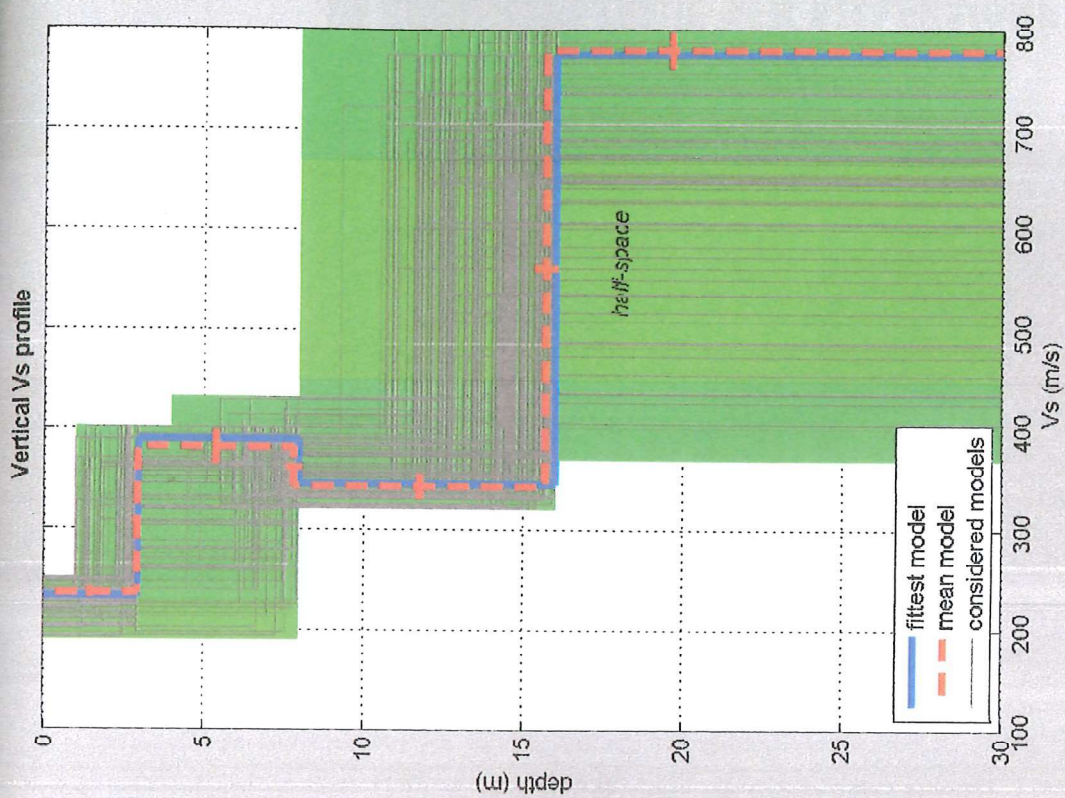 Vertical Vs profile
0
5
10
15
20
25
30
depth (m)
half-space
fittest model
mean model
considered models
100
200
300
400
500
600
700
800
Vs (m/s)